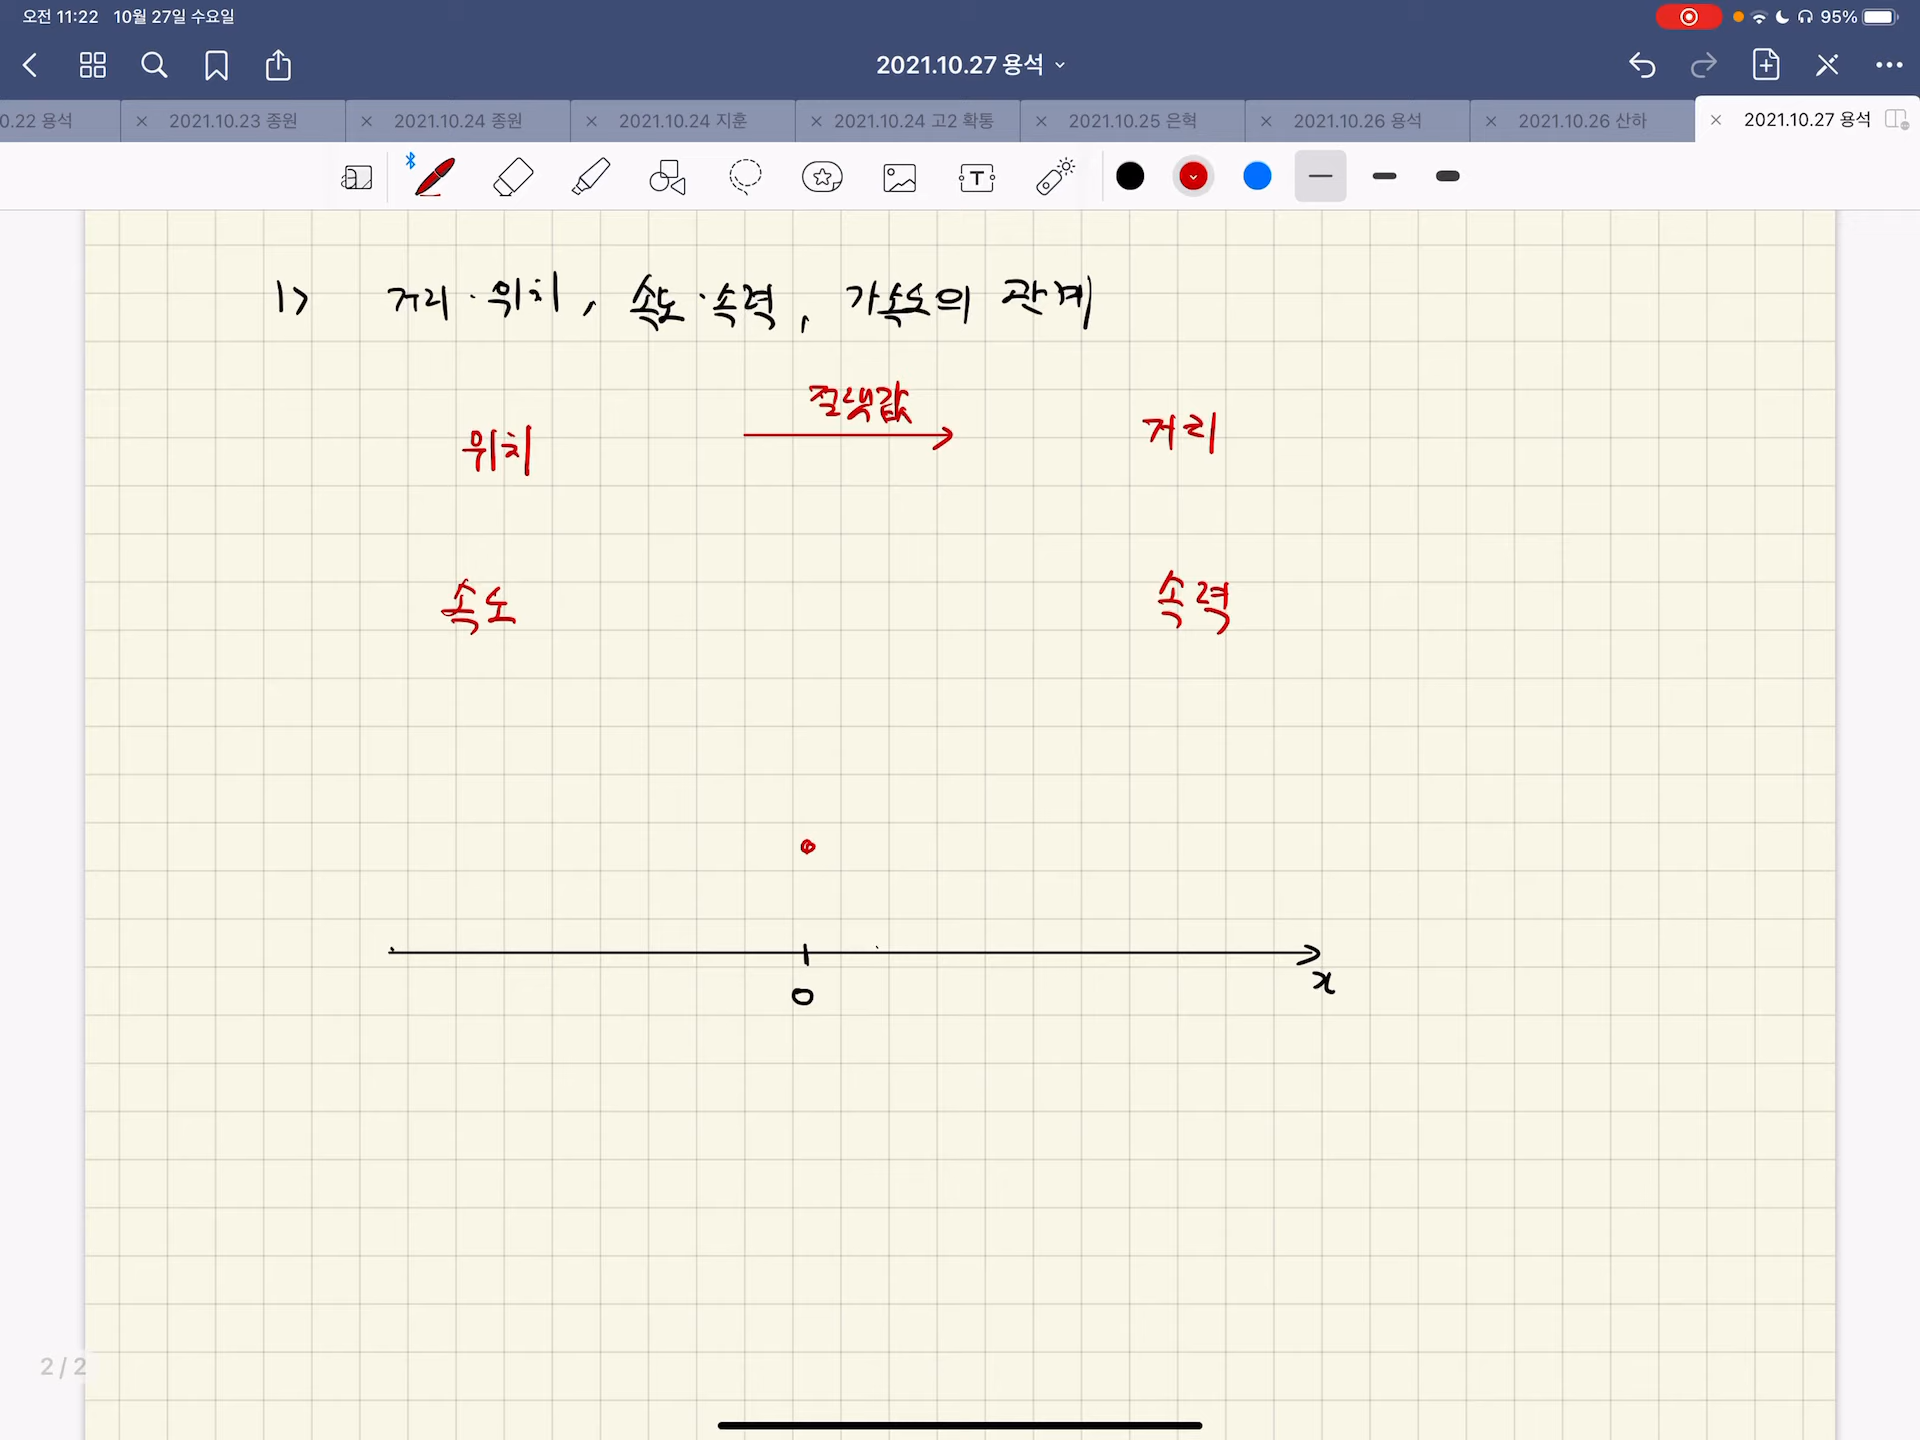 오전 11:22 10월 27일 수요일 95%
2021.10.27 용석
0.22 용석 2021.10.23 종원 2021.10.24 종원 2021.10.24 지훈 2021.10.24 고2 확통 2021.10.25 은혁 2021.10.26 용석 2021.10.26 산하 2021.10.27 용석
1> 거리·위치, 속도·속력, 가속도의 관계
절댓값
위치 거리
속도 속력
0 x
2 / 2